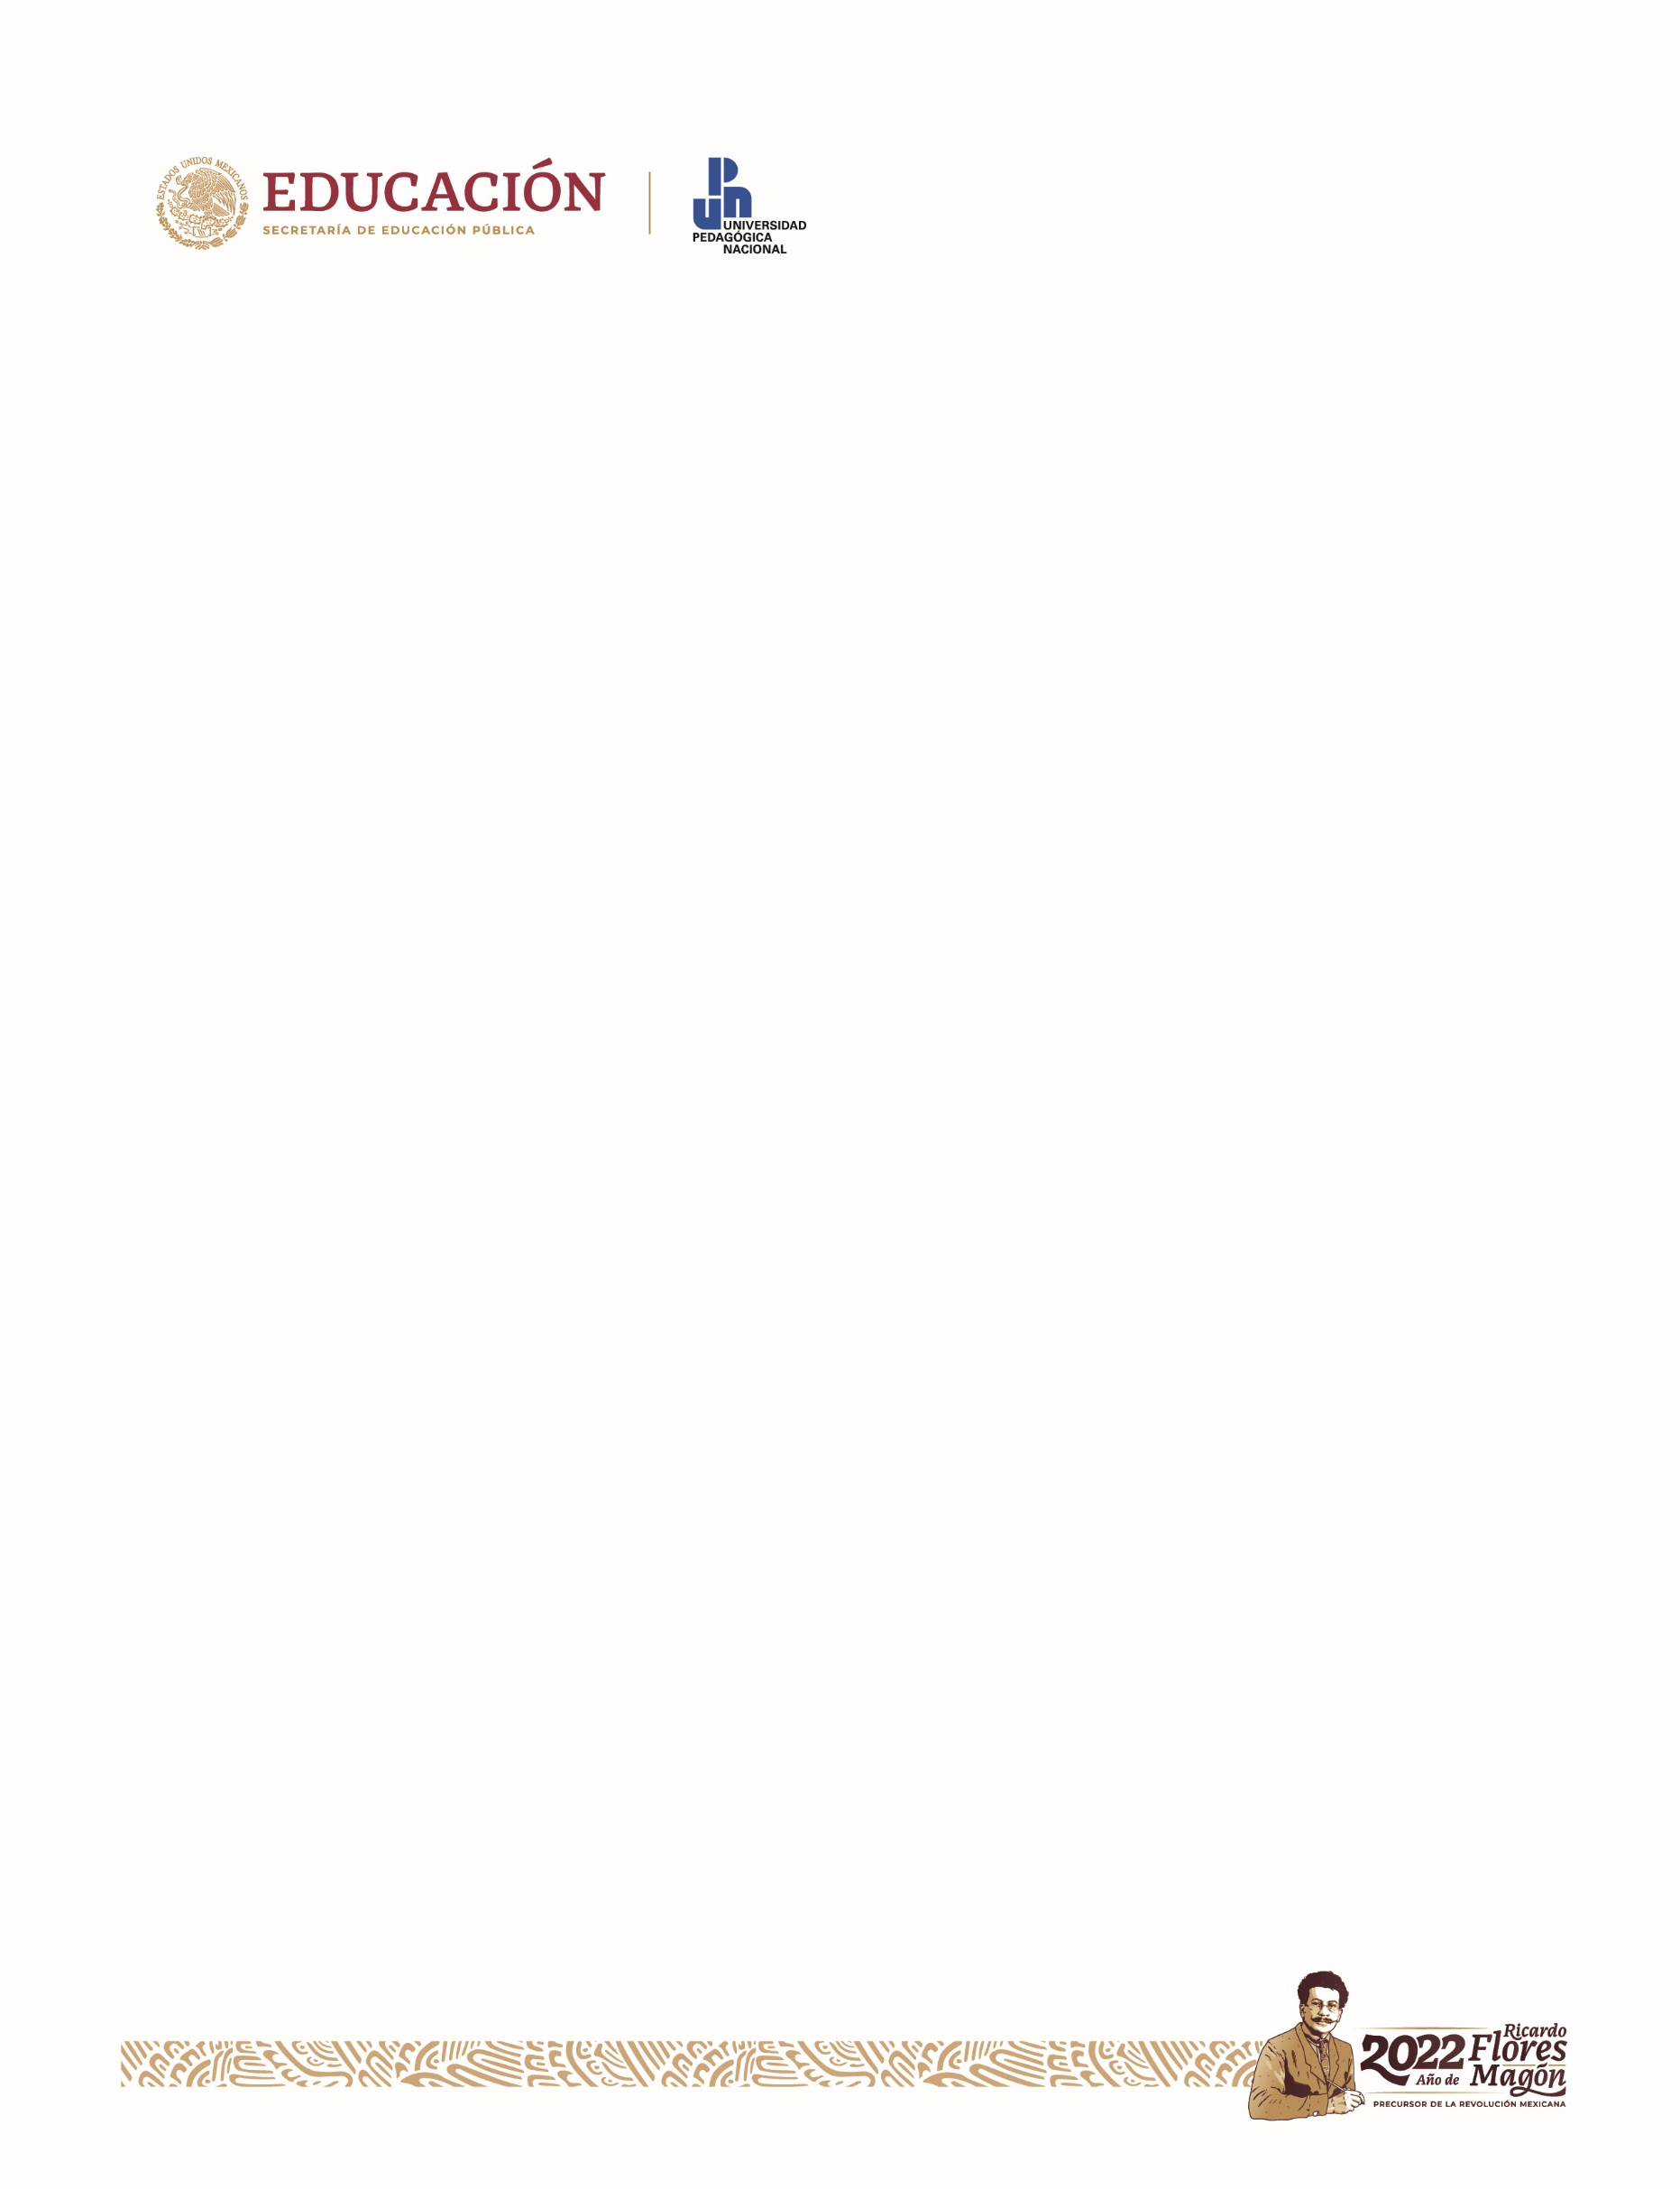 ESTADOS UNIDOS MEXICANOS
EDUCACIÓN
SECRETARÍA DE EDUCACIÓN PÚBLICA
UNIVERSIDAD
PEDAGÓGICA
NACIONAL
2022
Año de
Ricardo
Flores
Magón
PRECURSOR DE LA REVOLUCIÓN MEXICANA